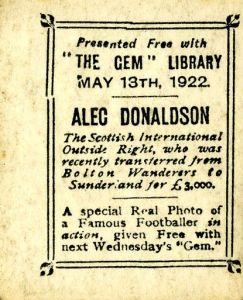 Presented Free with
"THE GEM" LIBRARY
MAY 13TH, 1922.
ALEC DONALDSON
The Scottish International
Outside Right, who was
recently transferred from
Bolton Wanderers to
Sunderland for £3,000.
A special Real Photo of
a Famous Footballer in
action, given Free with
next Wednesday's "Gem."